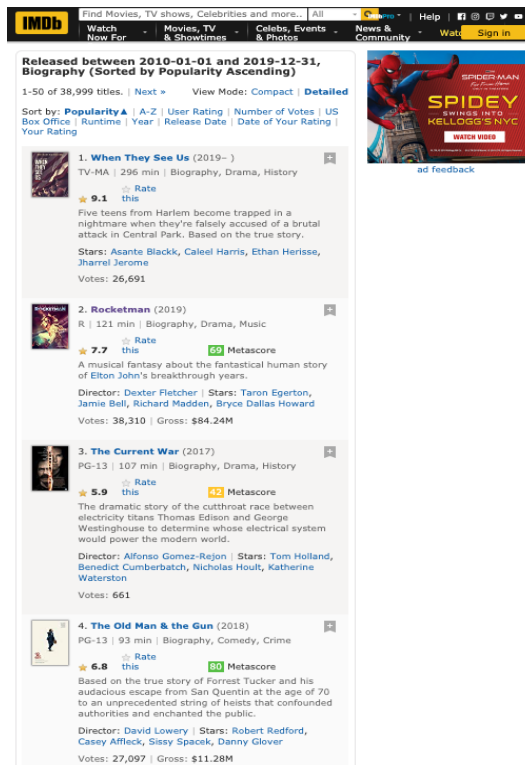 IMDb
Find Movies, TV shows, Celebrities and more..
All
Help
Watch Now For
Movies, TV & Showtimes
Celebs, Events & Photos
News & Community
Sign in
Released between 2010-01-01 and 2019-12-31,
Biography (Sorted by Popularity Ascending)
1-50 of 38,999 titles. | Next »
View Mode: Compact | Detailed
Sort by: Popularity▲ | A-Z | User Rating | Number of Votes | US
Box Office | Runtime | Year | Release Date | Date of Your Rating |
Your Rating
1. When They See Us (2019– )
TV-MA | 296 min | Biography, Drama, History
9.1 Rate this
Five teens from Harlem become trapped in a
nightmare when they're falsely accused of a brutal
attack in Central Park. Based on the true story.
Stars: Asante Blackk, Caleel Harris, Ethan Herisse,
Jharrel Jerome
Votes: 26,691
ROCKETMAN
2. Rocketman (2019)
R | 121 min | Biography, Drama, Music
7.7 Rate this 69 Metascore
A musical fantasy about the fantastical human story
of Elton John's breakthrough years.
Director: Dexter Fletcher | Stars: Taron Egerton,
Jamie Bell, Richard Madden, Bryce Dallas Howard
Votes: 38,310 | Gross: $84.24M
3. The Current War (2017)
PG-13 | 107 min | Biography, Drama, History
5.9 Rate this 42 Metascore
The dramatic story of the cutthroat race between
electricity titans Thomas Edison and George
Westinghouse to determine whose electrical system
would power the modern world.
Director: Alfonso Gomez-Rejon | Stars: Tom Holland,
Benedict Cumberbatch, Nicholas Hoult, Katherine
Waterston
Votes: 661
4. The Old Man & the Gun (2018)
PG-13 | 93 min | Biography, Comedy, Crime
6.8 Rate this 80 Metascore
Based on the true story of Forrest Tucker and his
audacious escape from San Quentin at the age of 70
to an unprecedented string of heists that confounded
authorities and enchanted the public.
Director: David Lowery | Stars: Robert Redford,
Casey Affleck, Sissy Spacek, Danny Glover
Votes: 27,097 | Gross: $11.28M
SPIDER-MAN
SPIDEY
SWINGS INTO
KELLOGG'S NYC
WATCH VIDEO
ad feedback